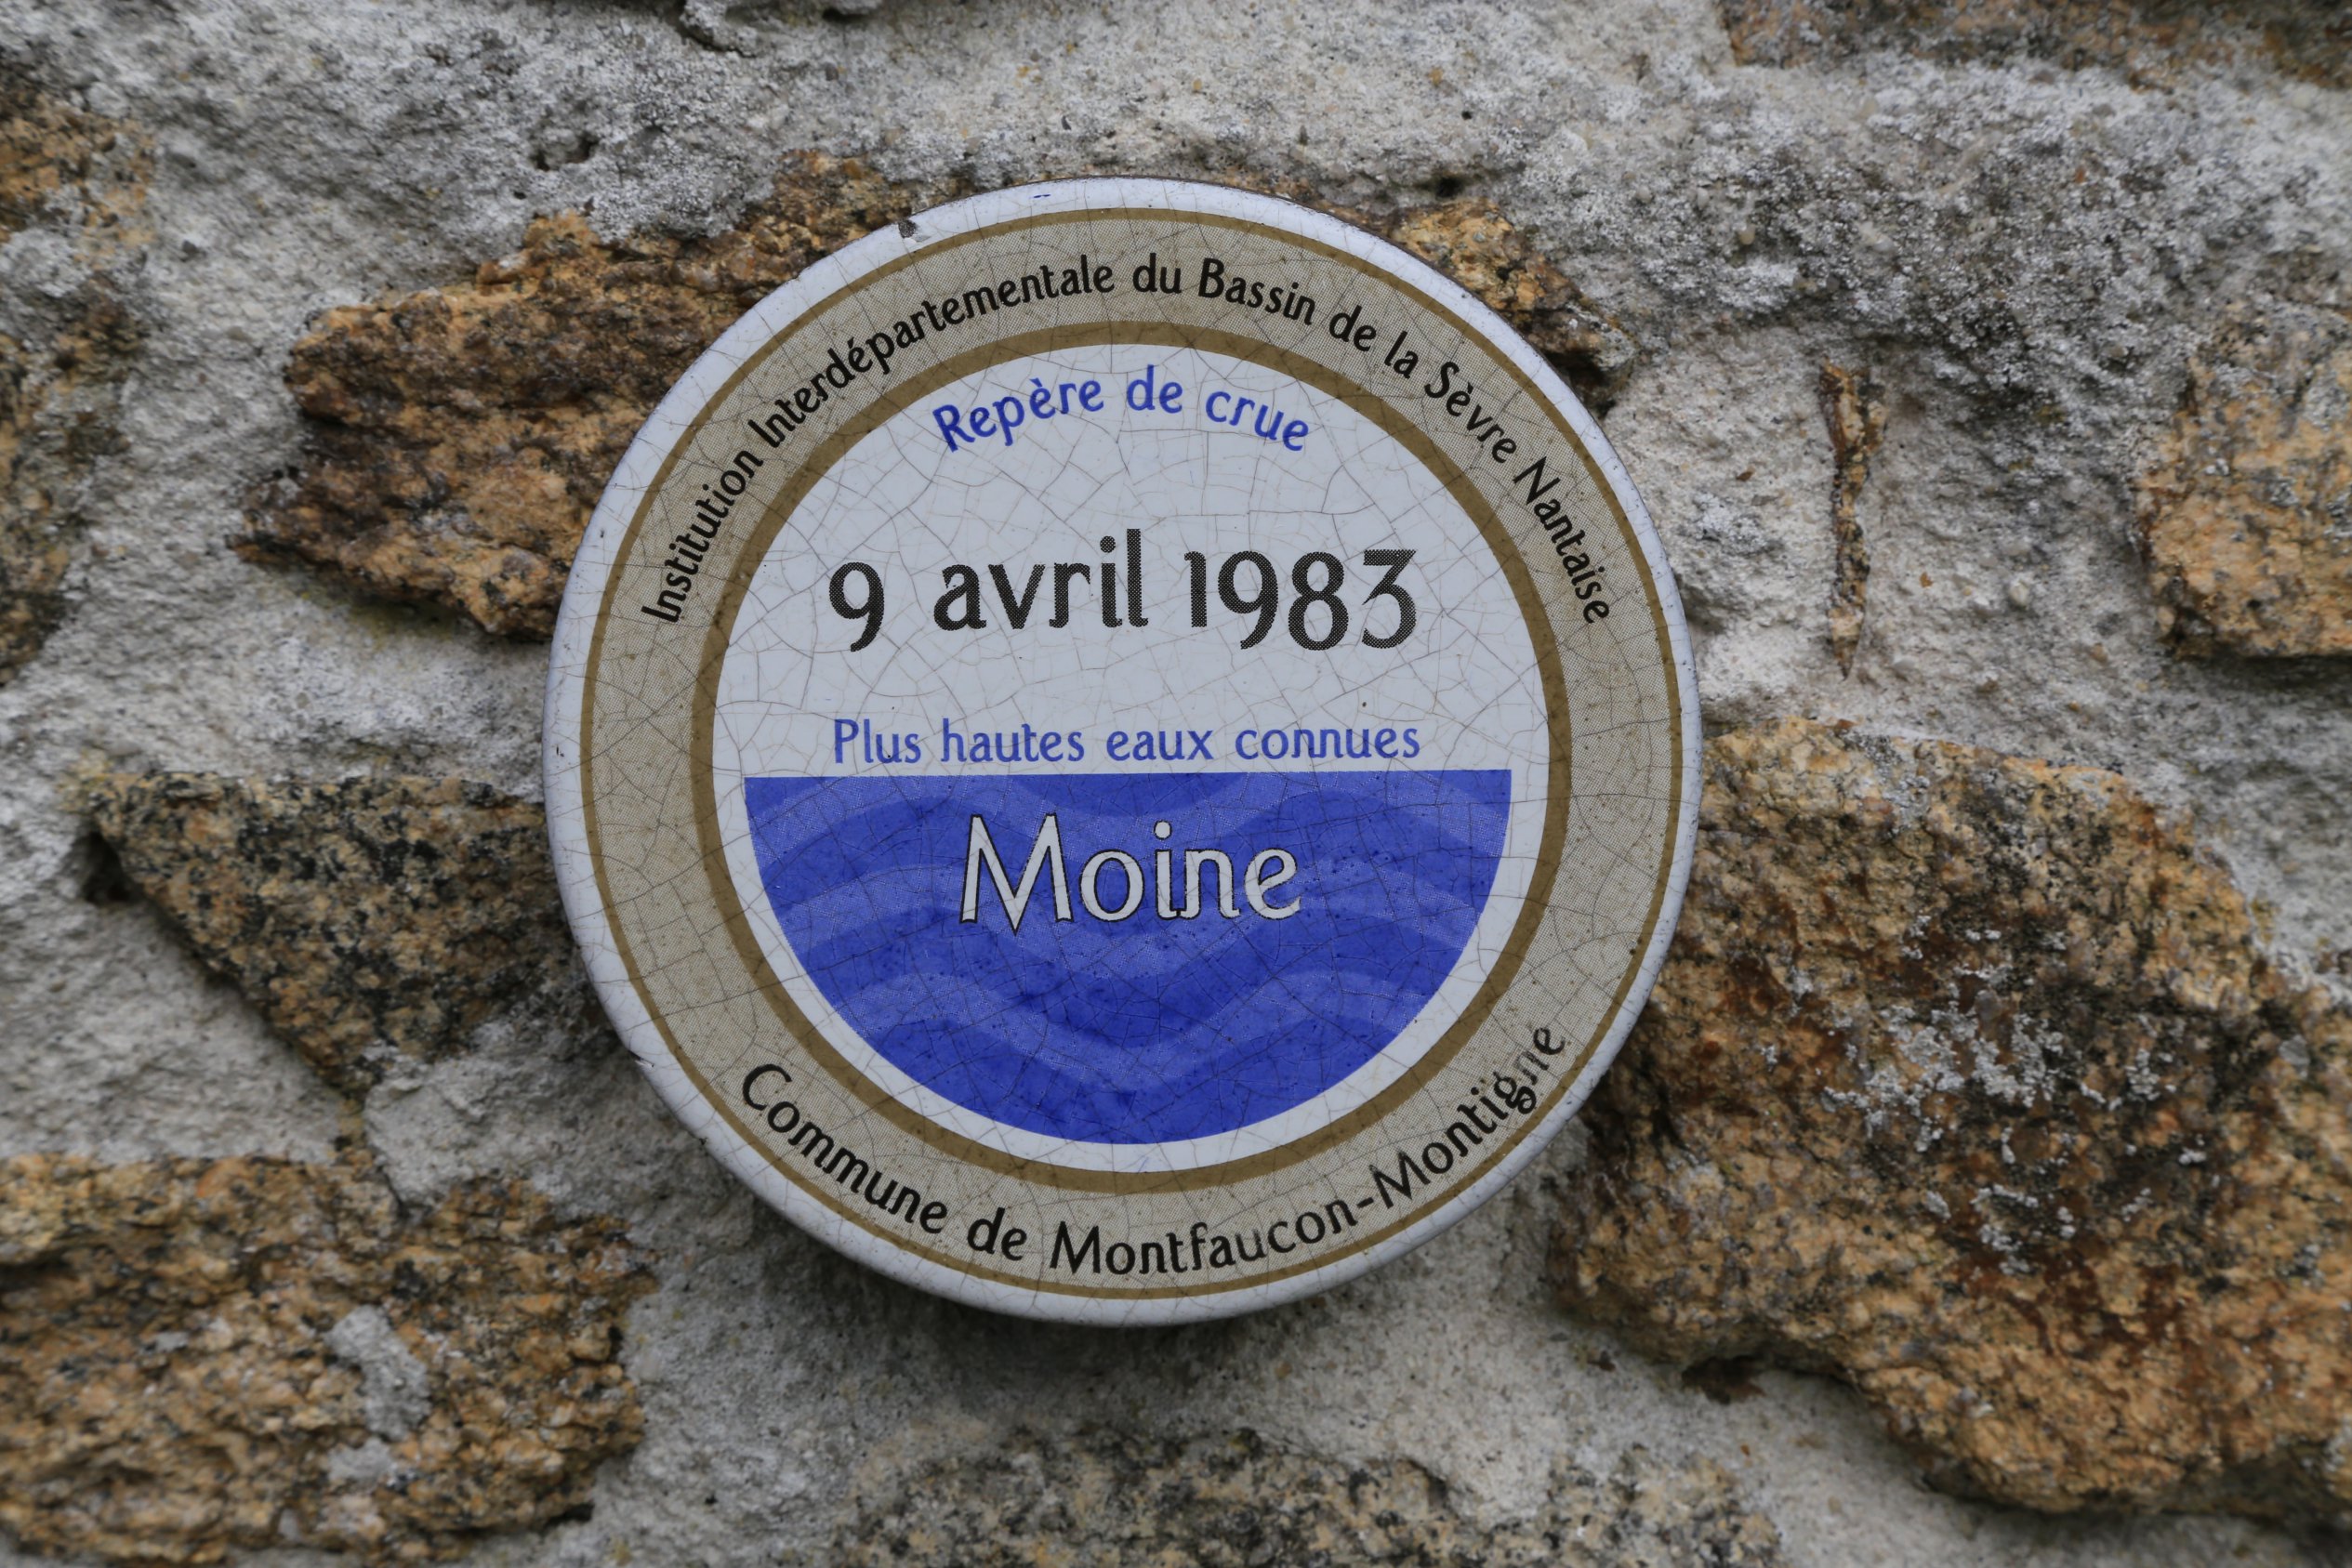 Institution Interdépartementale du Bassin de la Sèvre Nantaise
Repère de crue
9 avril 1983
Plus hautes eaux connues
Moine
Commune de Montfaucon-Montigne